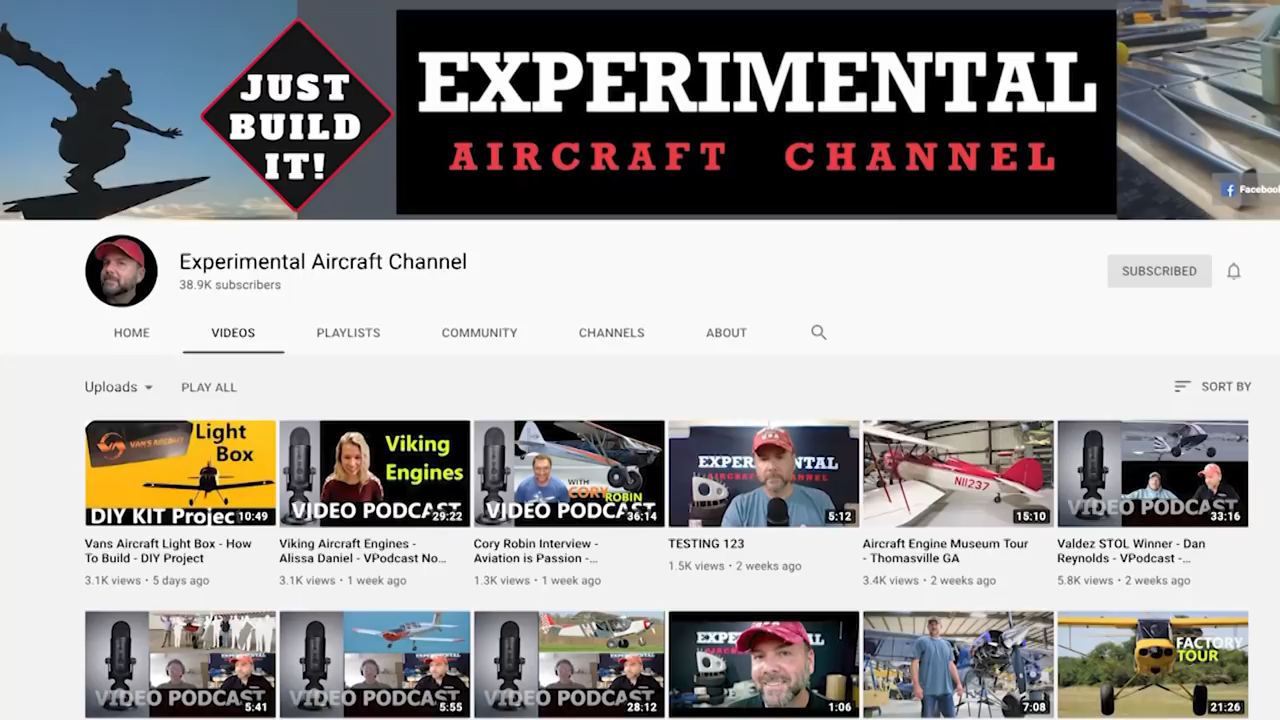 JUST
BUILD
IT!
EXPERIMENTAL
AIRCRAFT CHANNEL
Facebook
Experimental Aircraft Channel
38.9K subscribers
SUBSCRIBED
HOME
VIDEOS
PLAYLISTS
COMMUNITY
CHANNELS
ABOUT
Uploads
PLAY ALL
SORT BY
VAN'S AIRCRAFT
Light
Box
DIY KIT Projec
10:49
Viking
Engines
VIDEO PODCAST
29:22
WITH
CORY
ROBIN
VIDEO PODCAST
36:14
EXPERIMENTAL
5:12
N11237
15:10
VIDEO PODCAST
33:16
Vans Aircraft Light Box - How
To Build - DIY Project
3.1K views • 5 days ago
Viking Aircraft Engines -
Alissa Daniel - VPodcast No...
3.1K views • 1 week ago
Cory Robin Interview -
Aviation is Passion -...
1.3K views • 1 week ago
TESTING 123
1.5K views • 2 weeks ago
Aircraft Engine Museum Tour
- Thomasville GA
3.4K views • 2 weeks ago
Valdez STOL Winner - Dan
Reynolds - VPodcast -...
5.8K views • 2 weeks ago
VIDEO PODCAST
5:41
VIDEO PODCAST
5:55
VIDEO PODCAST
28:12
1:06
7:08
FACTORY
TOUR
21:26